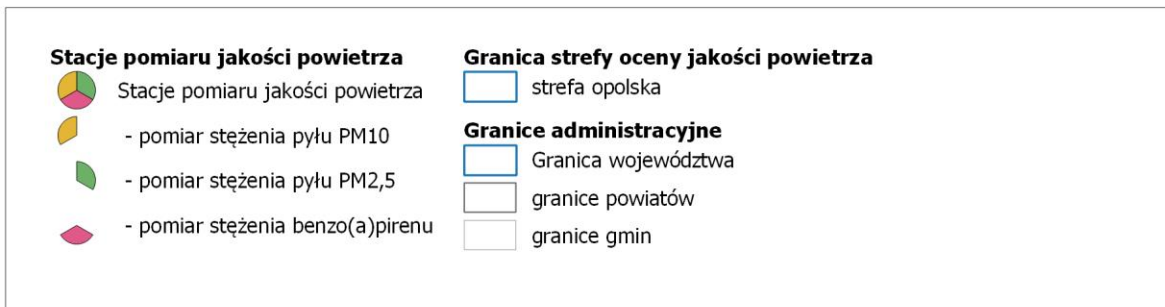 Stacje pomiaru jakości powietrza
Stacje pomiaru jakości powietrza
- pomiar stężenia pyłu PM10
- pomiar stężenia pyłu PM2,5
- pomiar stężenia benzo(a)pirenu
Granica strefy oceny jakości powietrza
strefa opolska
Granice administracyjne
Granica województwa
granice powiatów
granice gmin